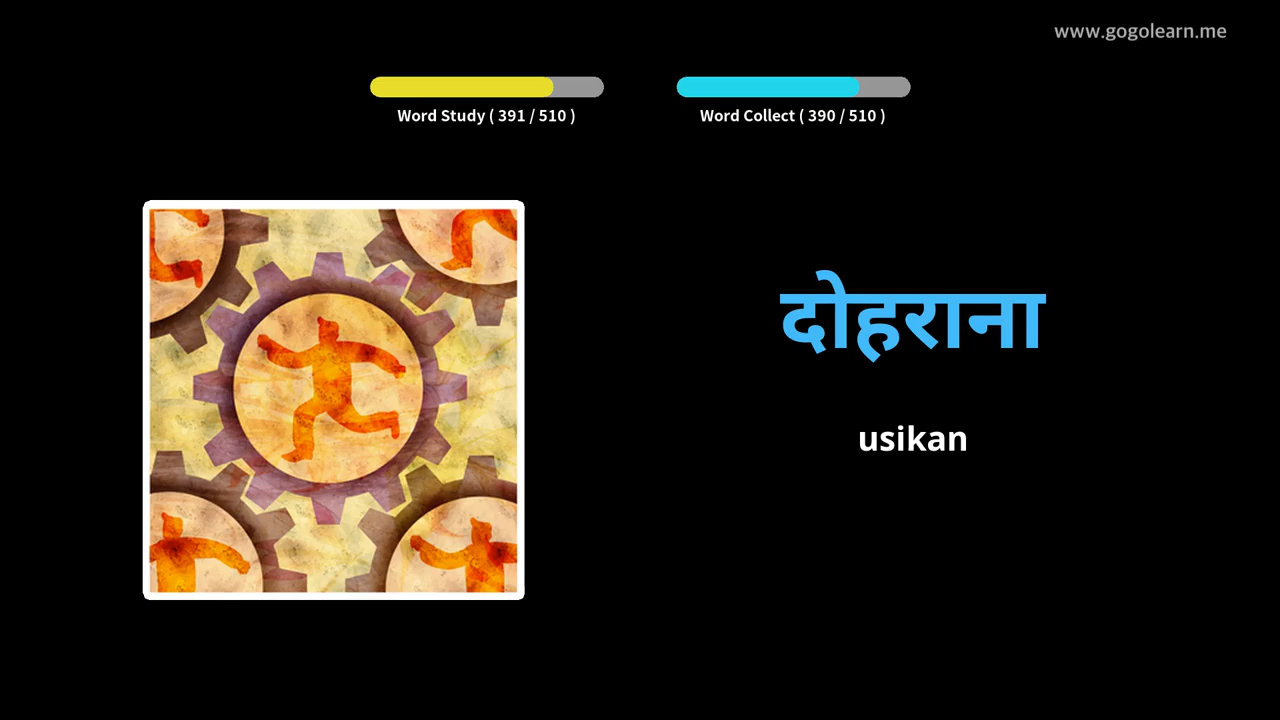 www.gogolearn.me
Word Study ( 391 / 510 )
Word Collect ( 390 / 510 )
दोहराना
usikan